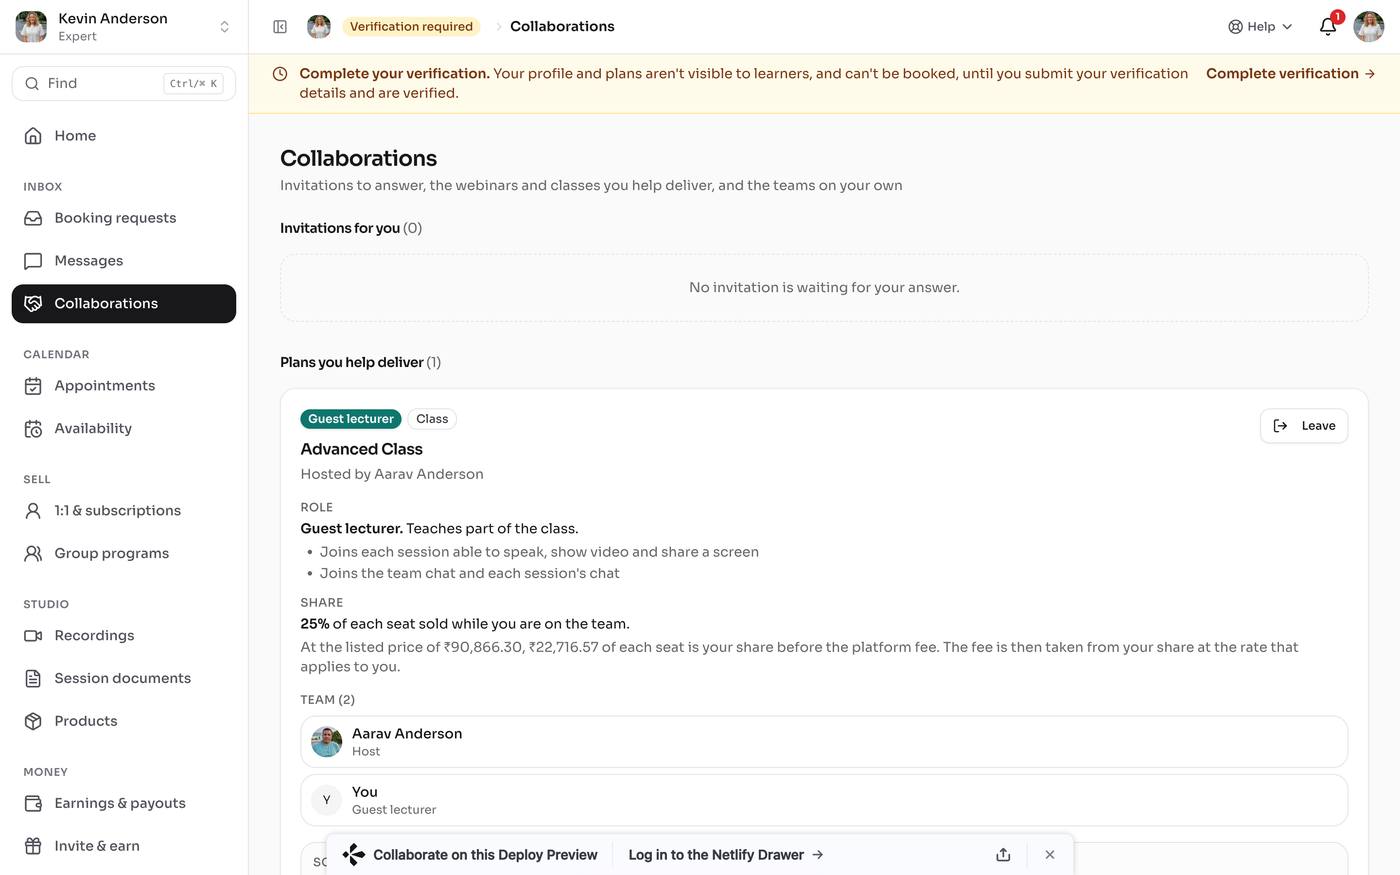 Kevin Anderson
Expert
Find
Ctrl/⌘ K
Home
INBOX
Booking requests
Messages
Collaborations
CALENDAR
Appointments
Availability
SELL
1:1 & subscriptions
Group programs
STUDIO
Recordings
Session documents
Products
MONEY
Earnings & payouts
Invite & earn
Verification required
Collaborations
Help
1
Complete your verification. Your profile and plans aren't visible to learners, and can't be booked, until you submit your verification
details and are verified.
Complete verification →
Collaborations
Invitations to answer, the webinars and classes you help deliver, and the teams on your own
Invitations for you (0)
No invitation is waiting for your answer.
Plans you help deliver (1)
Guest lecturer
Class
Leave
Advanced Class
Hosted by Aarav Anderson
ROLE
Guest lecturer. Teaches part of the class.
• Joins each session able to speak, show video and share a screen
• Joins the team chat and each session's chat
SHARE
25% of each seat sold while you are on the team.
At the listed price of ₹90,866.30, ₹22,716.57 of each seat is your share before the platform fee. The fee is then taken from your share at the rate that
applies to you.
TEAM (2)
Aarav Anderson
Host
Y
You
Guest lecturer
Collaborate on this Deploy Preview
Log in to the Netlify Drawer →